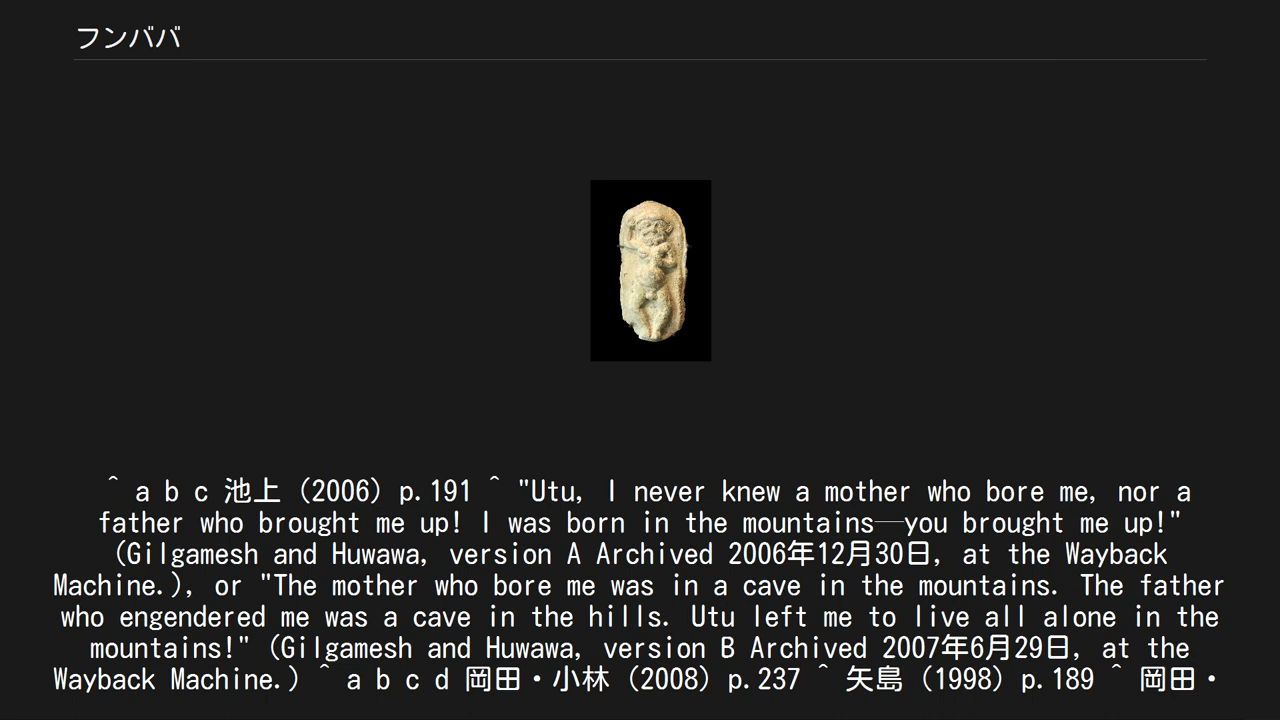 フンババ
^ a b c 池上 (2006) p.191 ^ "Utu, I never knew a mother who bore me, nor a
father who brought me up! I was born in the mountains—you brought me up!"
(Gilgamesh and Huwawa, version A Archived 2006年12月30日, at the Wayback
Machine.), or "The mother who bore me was in a cave in the mountains. The father
who engendered me was a cave in the hills. Utu left me to live all alone in the
mountains!" (Gilgamesh and Huwawa, version B Archived 2007年6月29日, at the
Wayback Machine.) ^ a b c d 岡田・小林 (2008) p.237 ^ 矢島 (1998) p.189 ^ 岡田・